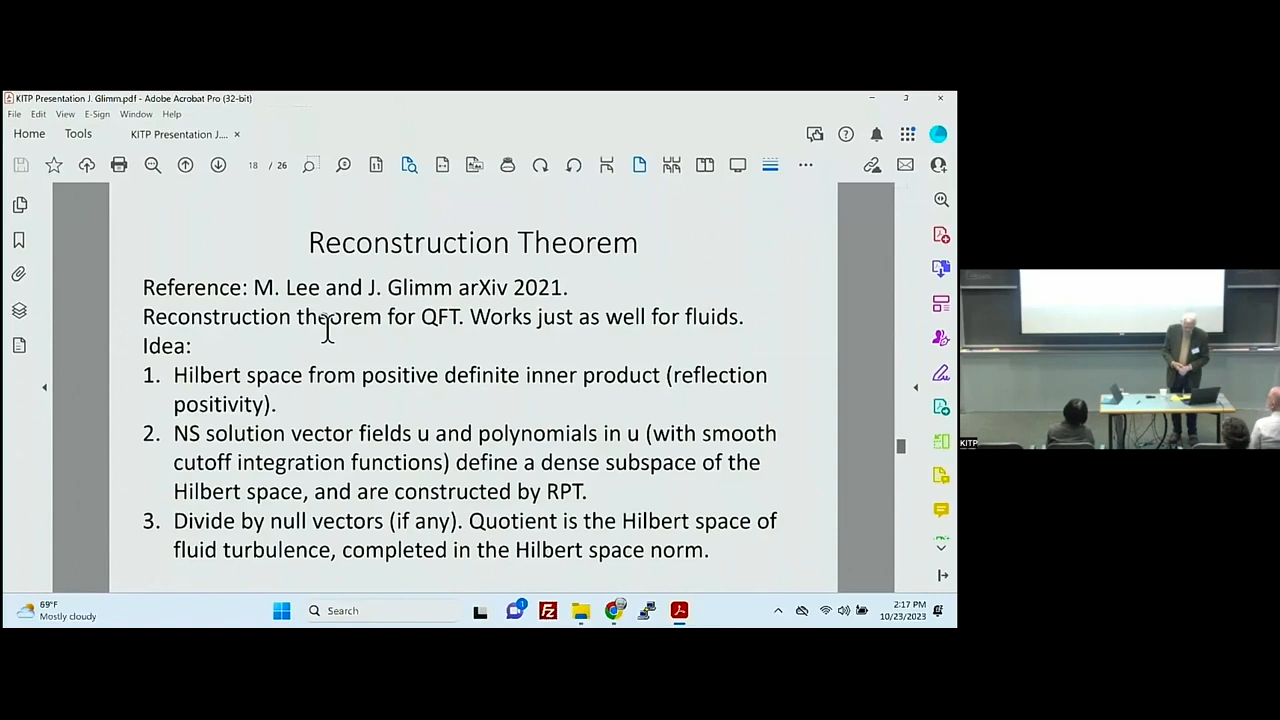 KITP Presentation J. Glimm.pdf - Adobe Acrobat Pro (32-bit)
File Edit View E-Sign Window Help
Home Tools KITP Presentation J.... ×
18 / 26
Reconstruction Theorem
Reference: M. Lee and J. Glimm arXiv 2021.
Reconstruction theorem for QFT. Works just as well for fluids.
Idea:
1. Hilbert space from positive definite inner product (reflection
positivity).
2. NS solution vector fields u and polynomials in u (with smooth
cutoff integration functions) define a dense subspace of the
Hilbert space, and are constructed by RPT.
3. Divide by null vectors (if any). Quotient is the Hilbert space of
fluid turbulence, completed in the Hilbert space norm.
KITP
69°F
Mostly cloudy
Search
1
FZ
2:17 PM
10/23/2023